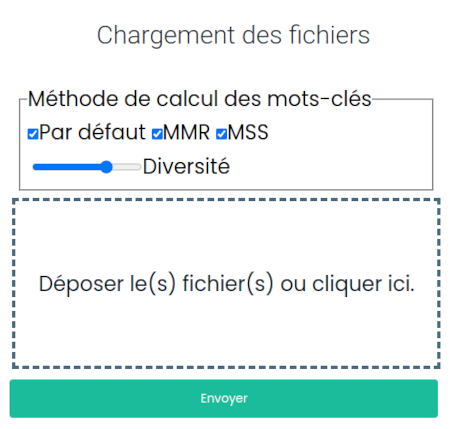 Chargement des fichiers
Méthode de calcul des mots-clés
Par défaut MMR MSS
Diversité
Déposer le(s) fichier(s) ou cliquer ici.
Envoyer